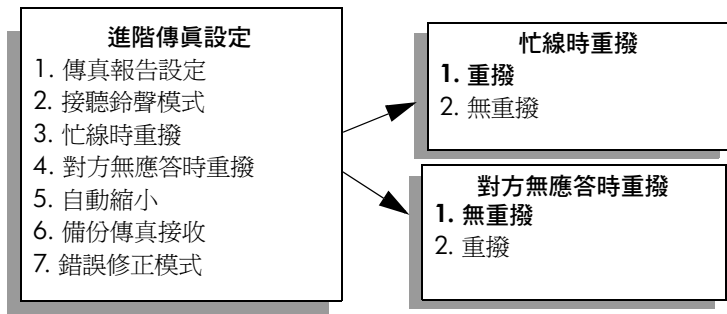 進階傳真設定
1. 傳真報告設定
2. 接聽鈴聲模式
3. 忙線時重撥
4. 對方無應答時重撥
5. 自動縮小
6. 備份傳真接收
7. 錯誤修正模式
忙線時重撥
1. 重撥
2. 無重撥
對方無應答時重撥
1. 無重撥
2. 重撥